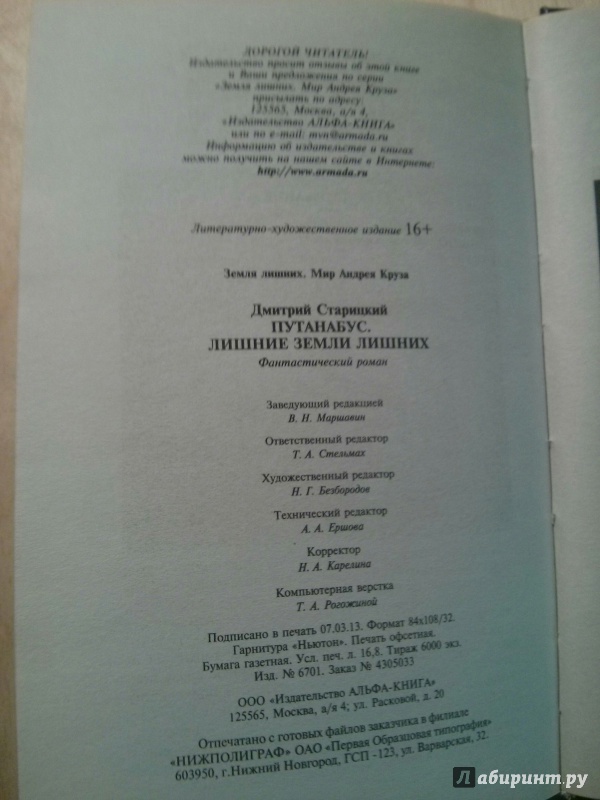 ДОРОГОЙ ЧИТАТЕЛЬ!
Издательство просит отзывы об этой книге
и Ваши предложения по серии
«Земля лишних. Мир Андрея Круза»
присылать по адресу:
125565, Москва, а/я 4,
«Издательство АЛЬФА-КНИГА»
или по e-mail: mvn@armada.ru
Информацию об издательстве и книгах
можно получить на нашем сайте в Интернете:
http://www.armada.ru
Литературно-художественное издание 16+
Земля лишних. Мир Андрея Круза
Дмитрий Старицкий
ПУТАНАБУС.
ЛИШНИЕ ЗЕМЛИ ЛИШНИХ
Фантастический роман
Заведующий редакцией
В. Н. Маршавин
Ответственный редактор
Т. А. Стельмах
Художественный редактор
Н. Г. Безбородов
Технический редактор
А. А. Ершова
Корректор
Н. А. Карелина
Компьютерная верстка
Т. А. Рогожиной
Подписано в печать 07.03.13. Формат 84х108/32.
Гарнитура «Ньютон». Печать офсетная.
Бумага газетная. Усл. печ. л. 16,8. Тираж 6000 экз.
Изд. № 6701. Заказ № 4305033
ООО «Издательство АЛЬФА-КНИГА»
125565, Москва, а/я 4; ул. Расковой, д. 20
Отпечатано с готовых файлов заказчика в филиале
«НИЖПОЛИГРАФ» ОАО «Первая Образцовая типография»
603950, г.Нижний Новгород, ГСП -123, ул. Варварская, 32.
Лабиринт.ру